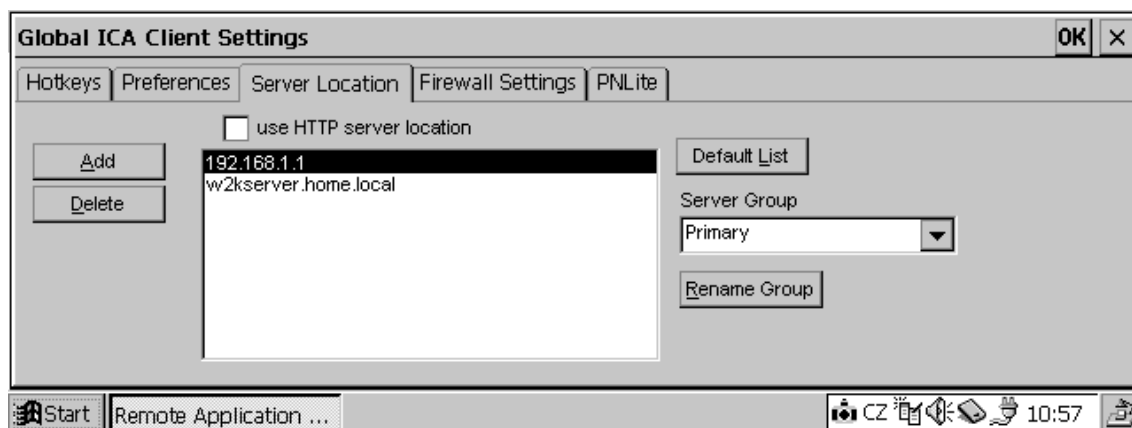 Global ICA Client Settings OK ×
Hotkeys Preferences Server Location Firewall Settings PNLite
use HTTP server location
Add
Delete
192.168.1.1
w2kserver.home.local
Default List
Server Group
Primary
Rename Group
Start Remote Application ... CZ 10:57